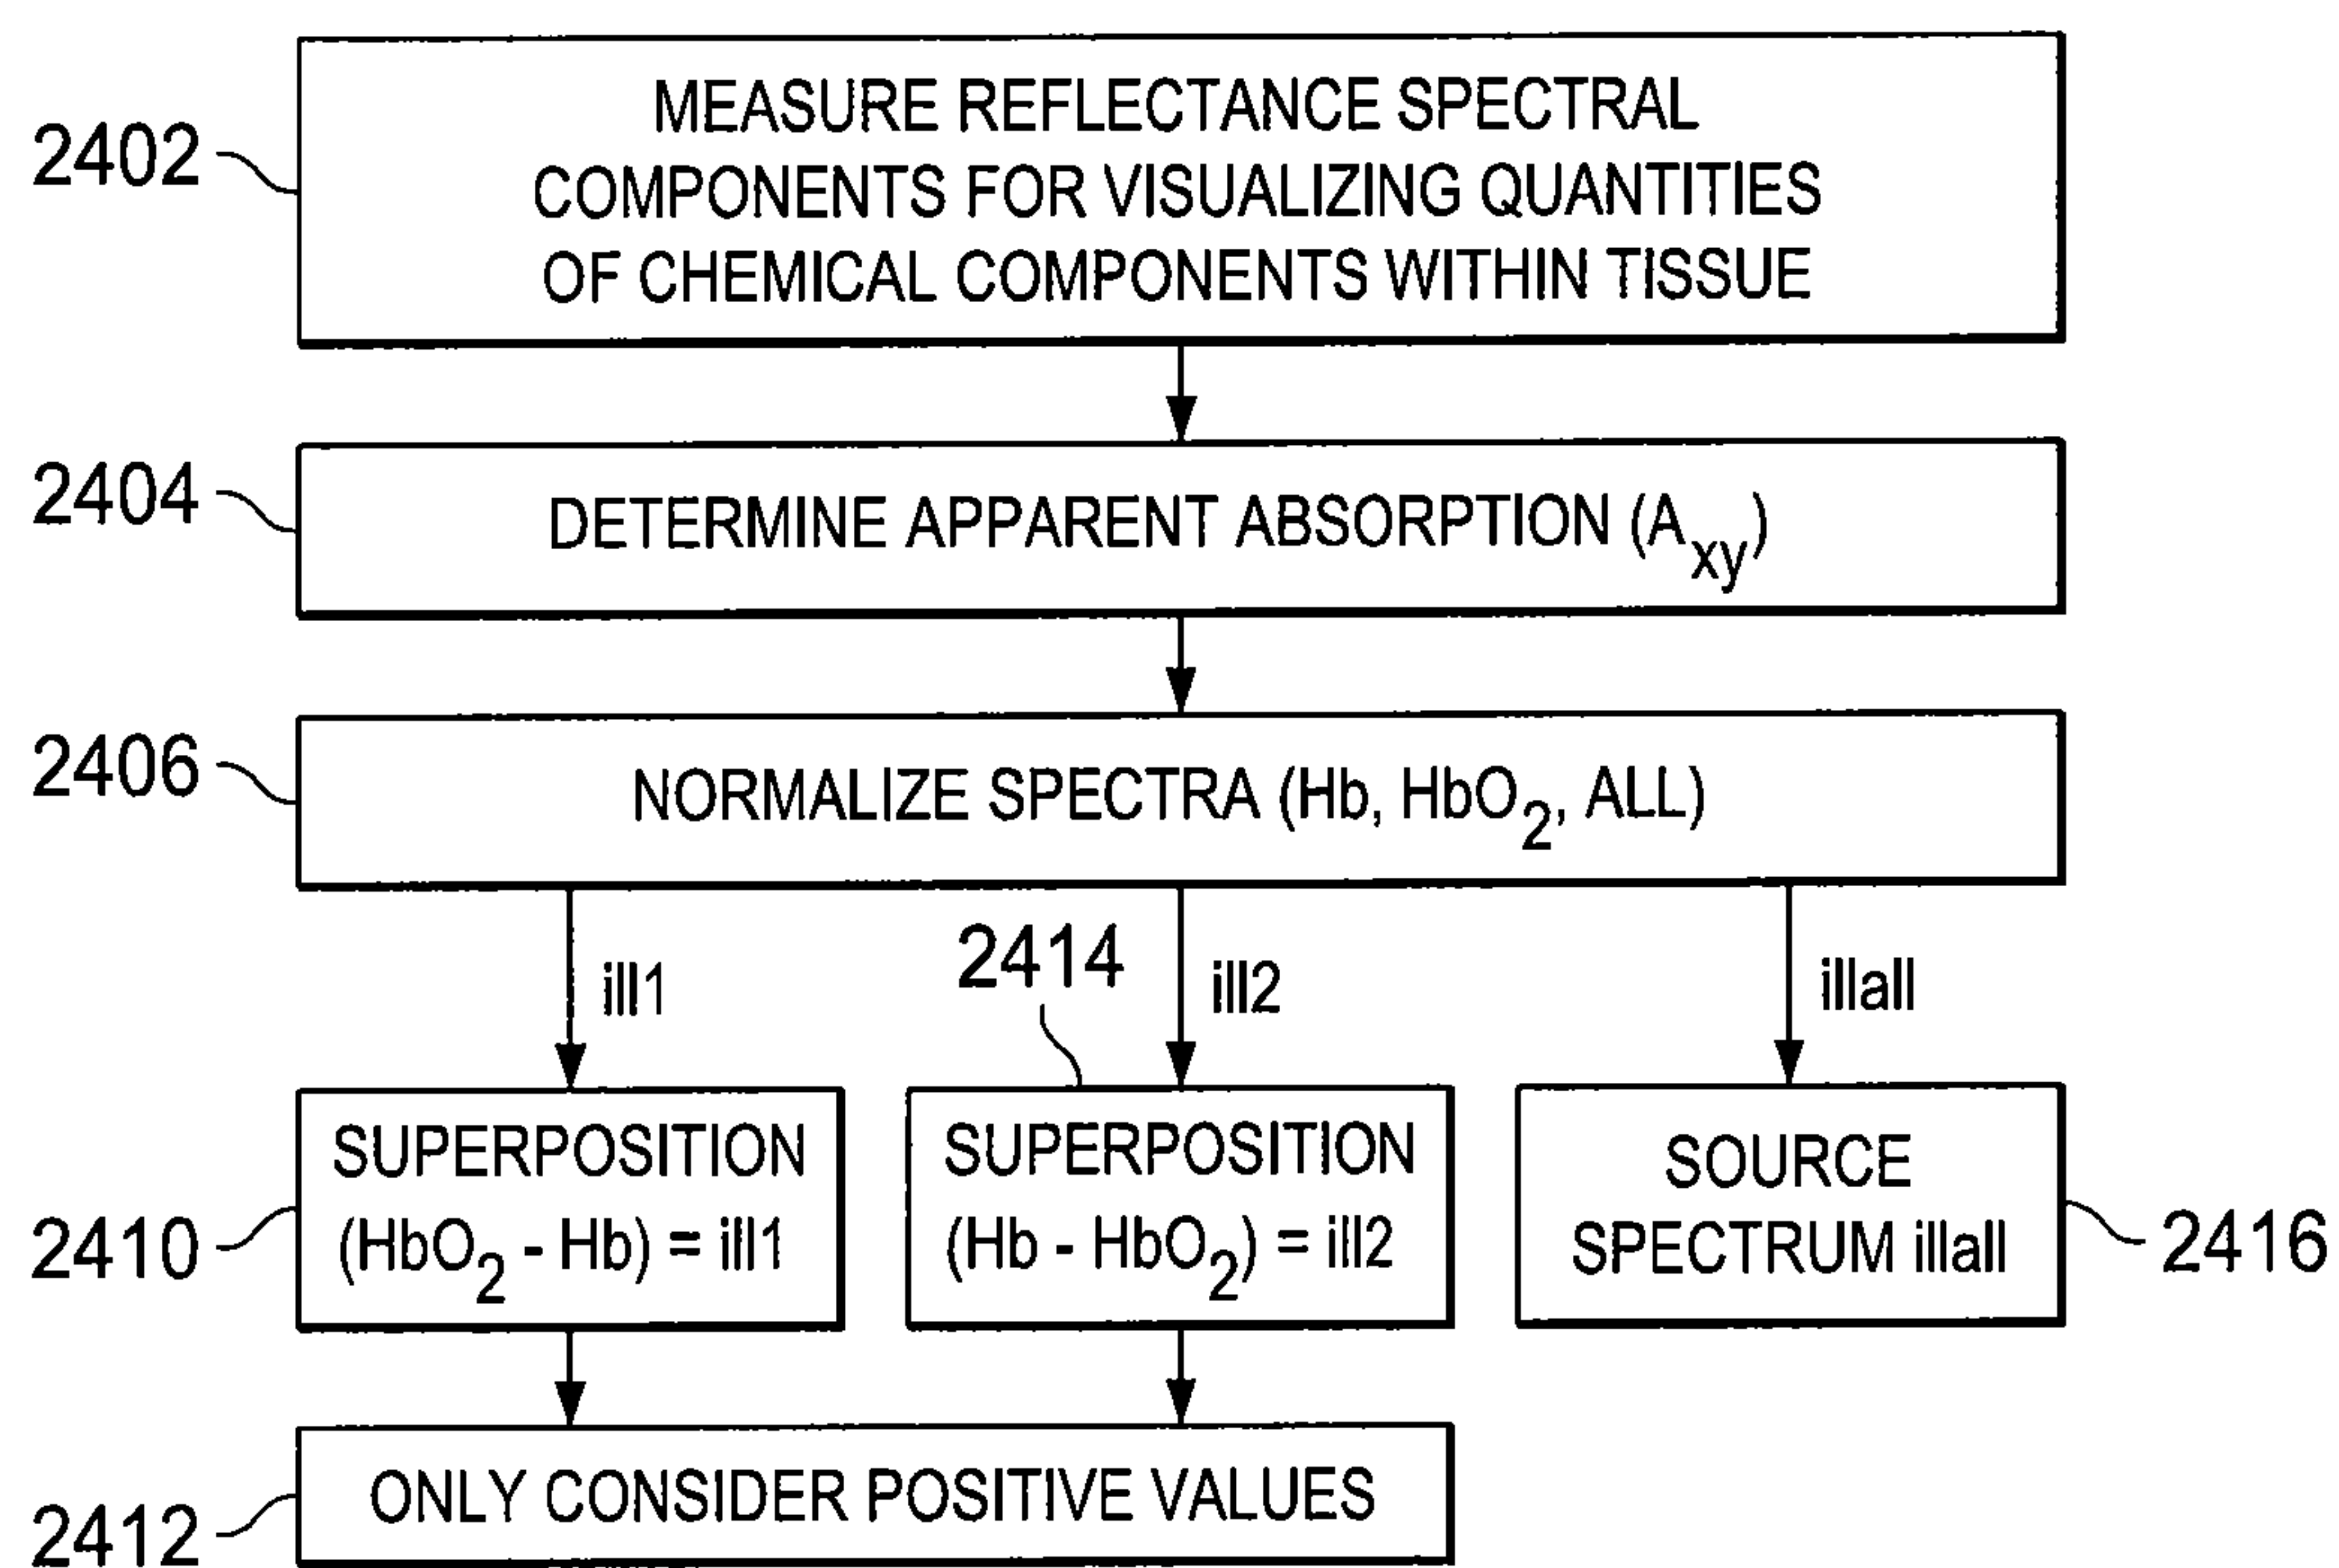 2402
MEASURE REFLECTANCE SPECTRAL
COMPONENTS FOR VISUALIZING QUANTITIES
OF CHEMICAL COMPONENTS WITHIN TISSUE
2404
DETERMINE APPARENT ABSORPTION (A_xy)
2406
NORMALIZE SPECTRA (Hb, HbO₂, ALL)
ill1
2414
ill2
illall
2410
SUPERPOSITION
(HbO₂ - Hb) = ill1
SUPERPOSITION
(Hb - HbO₂) = ill2
SOURCE
SPECTRUM illall
2416
2412
ONLY CONSIDER POSITIVE VALUES